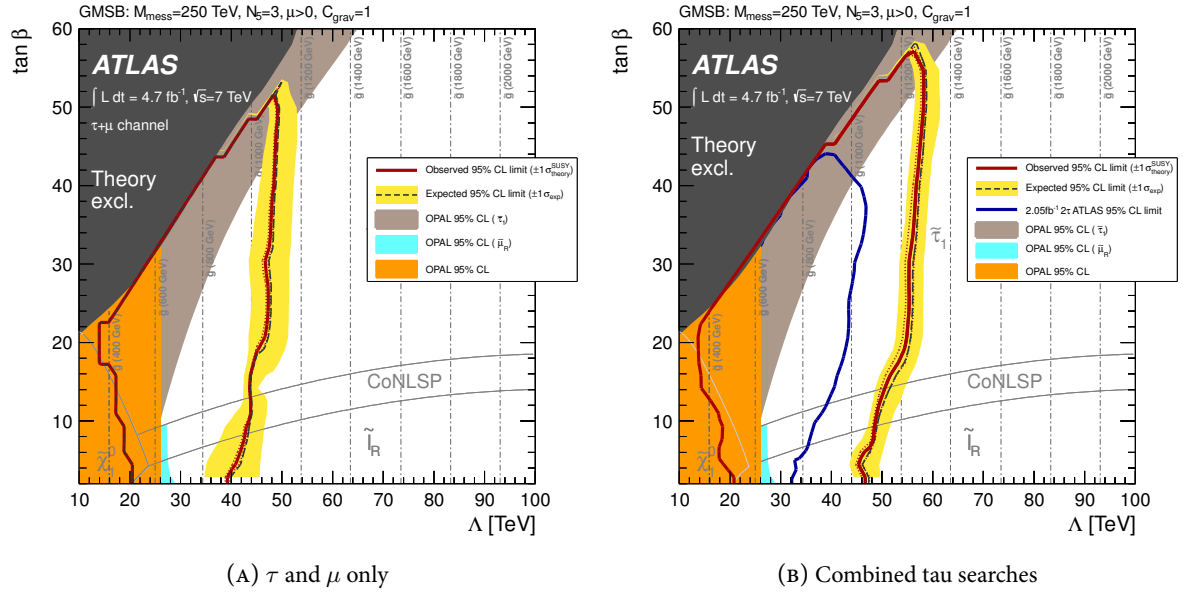 GMSB: M_mess=250 TeV, N_5=3, μ>0, C_grav=1
tan β
60
50
40
30
20
10
ATLAS
∫ L dt = 4.7 fb⁻¹, √s=7 TeV
τ+μ channel
Theory
excl.
g̃ (400 GeV)
g̃ (600 GeV)
g̃ (800 GeV)
g̃ (1000 GeV)
g̃ (1200 GeV)
g̃ (1400 GeV)
g̃ (1600 GeV)
g̃ (1800 GeV)
g̃ (2000 GeV)
Observed 95% CL limit (±1σ^SUSY_theory)
Expected 95% CL limit (±1σ_exp)
OPAL 95% CL (τ̃₁)
OPAL 95% CL (μ̃_R)
OPAL 95% CL
CoNLSP
χ̃⁰₁
l̃_R
10 20 30 40 50 60 70 80 90 100
Λ [TeV]
(A) τ and μ only
GMSB: M_mess=250 TeV, N_5=3, μ>0, C_grav=1
tan β
60
50
40
30
20
10
ATLAS
∫ L dt = 4.7 fb⁻¹, √s=7 TeV
Theory
excl.
g̃ (400 GeV)
g̃ (600 GeV)
g̃ (800 GeV)
g̃ (1000 GeV)
g̃ (1200 GeV)
g̃ (1400 GeV)
g̃ (1600 GeV)
g̃ (1800 GeV)
g̃ (2000 GeV)
Observed 95% CL limit (±1σ^SUSY_theory)
Expected 95% CL limit (±1σ_exp)
2.05fb⁻¹ 2τ ATLAS 95% CL limit
OPAL 95% CL (τ̃₁)
OPAL 95% CL (μ̃_R)
OPAL 95% CL
τ̃₁
CoNLSP
χ̃⁰₁
l̃_R
10 20 30 40 50 60 70 80 90 100
Λ [TeV]
(B) Combined tau searches